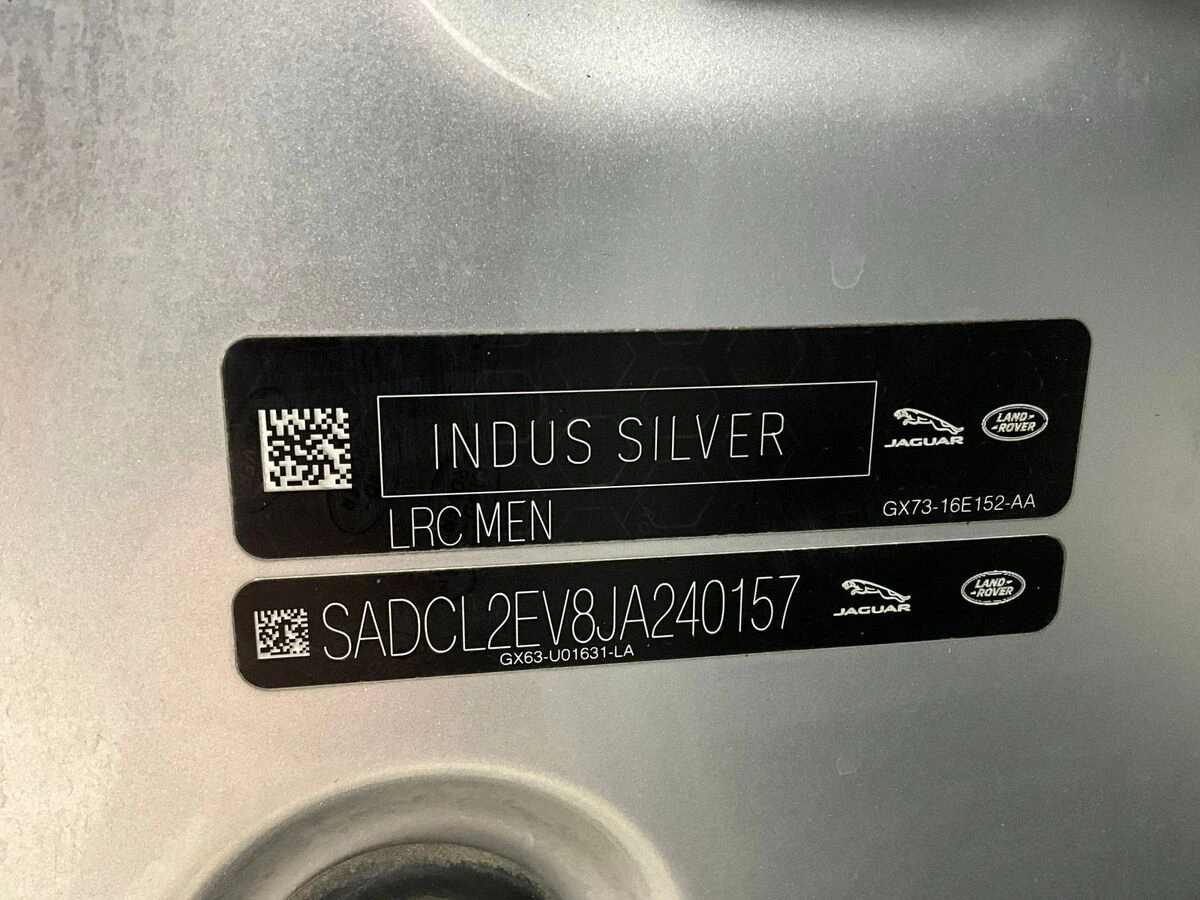 INDUS SILVER
JAGUAR
LAND-
-ROVER
LRC MEN
GX73-16E152-AA
SADCL2EV8JA240157
GX63-U01631-LA
JAGUAR
LAND-
-ROVER